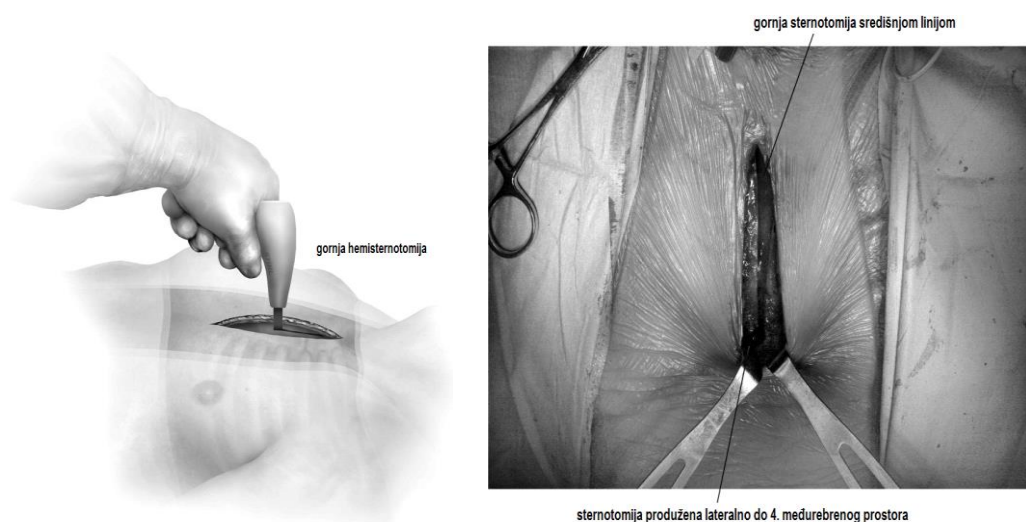 gornja sternotomija središnjom linijom
gornja hemisternotomija
sternotomija produžena lateralno do 4. međurebrenog prostora